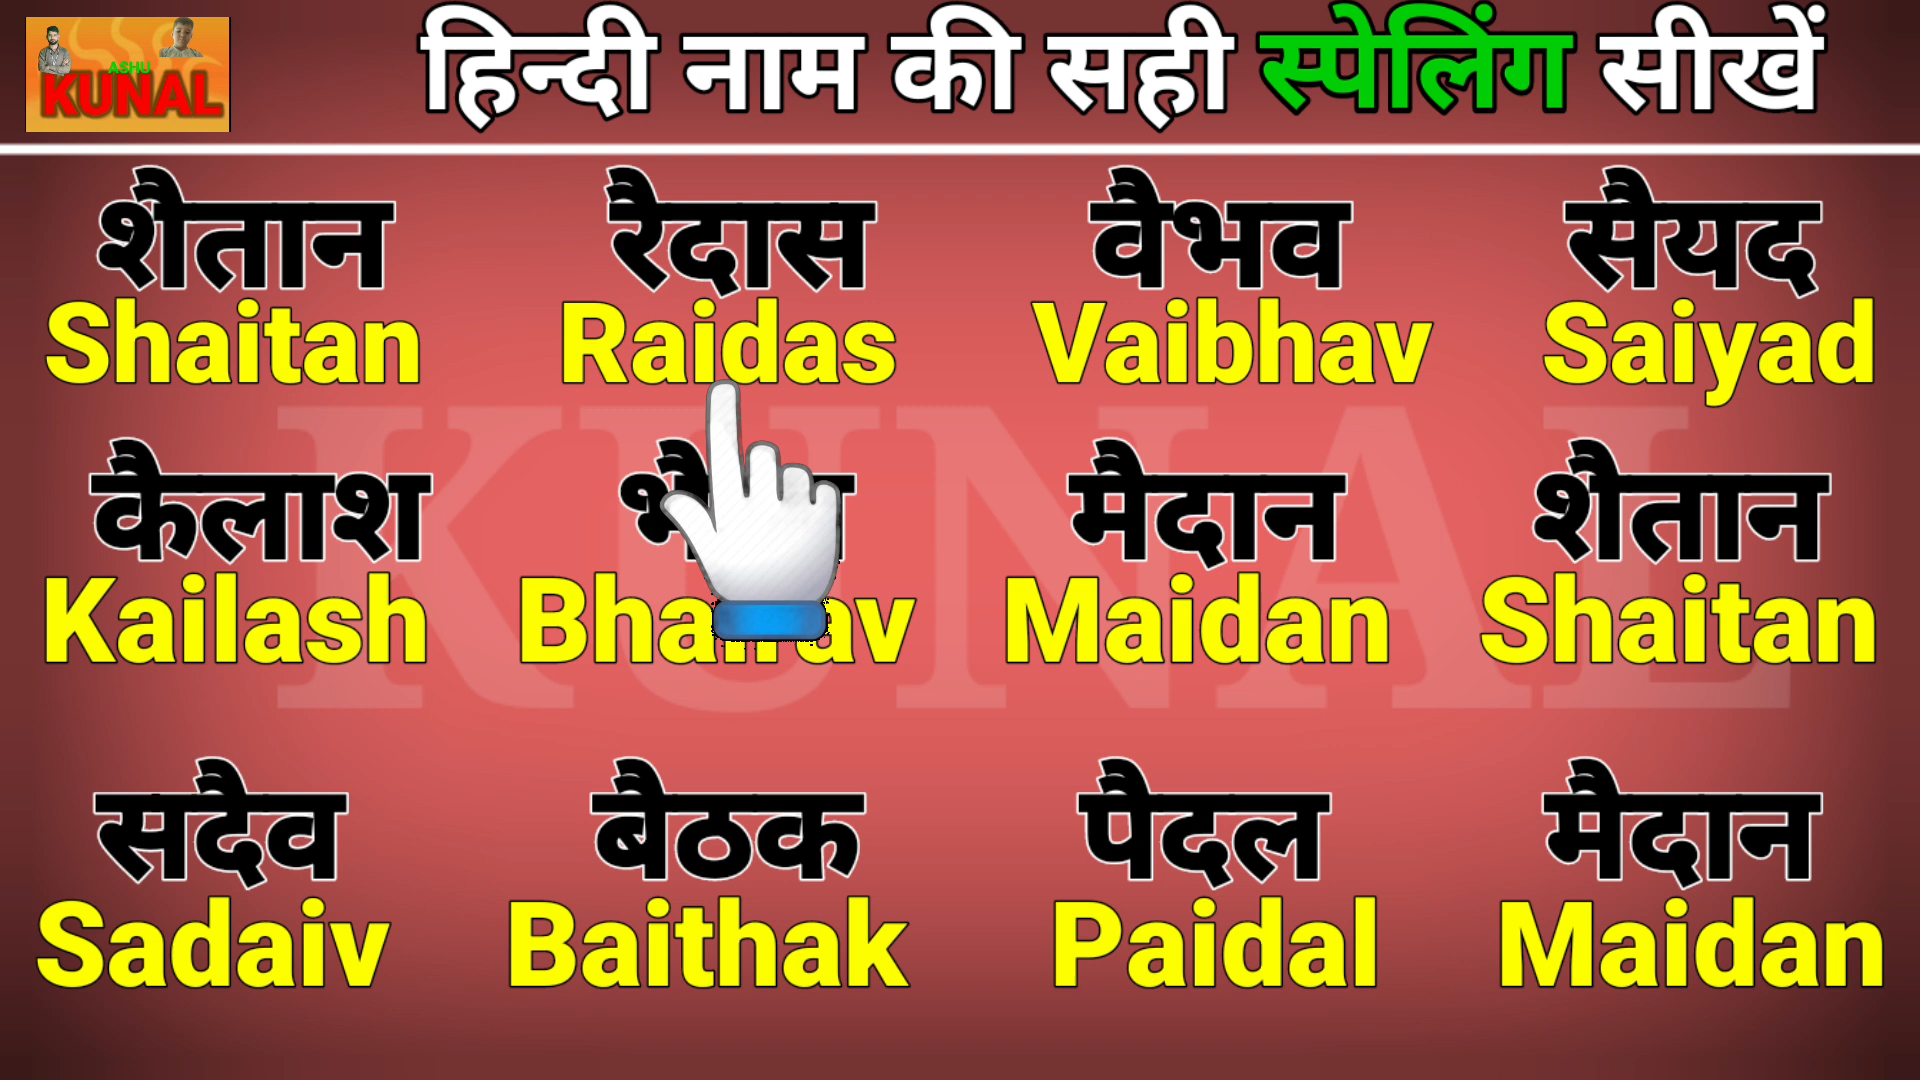 ASHU
KUNAL
हिन्दी नाम की सही स्पेलिंग सीखें
शैतान रैदास वैभव सैयद
Shaitan Raidas Vaibhav Saiyad
कैलाश मैदान शैतान
Kailash Bhairav Maidan Shaitan
KUNAL
सदैव बैठक पैदल मैदान
Sadaiv Baithak Paidal Maidan